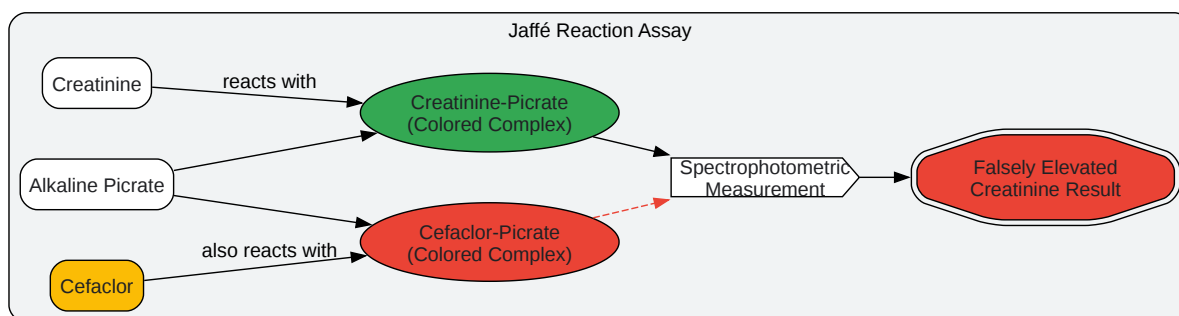 Jaffé Reaction Assay
Creatinine
reacts with
Creatinine-Picrate
(Colored Complex)
Alkaline Picrate
Spectrophotometric
Measurement
Falsely Elevated
Creatinine Result
also reacts with
Cefaclor-Picrate
(Colored Complex)
Cefaclor